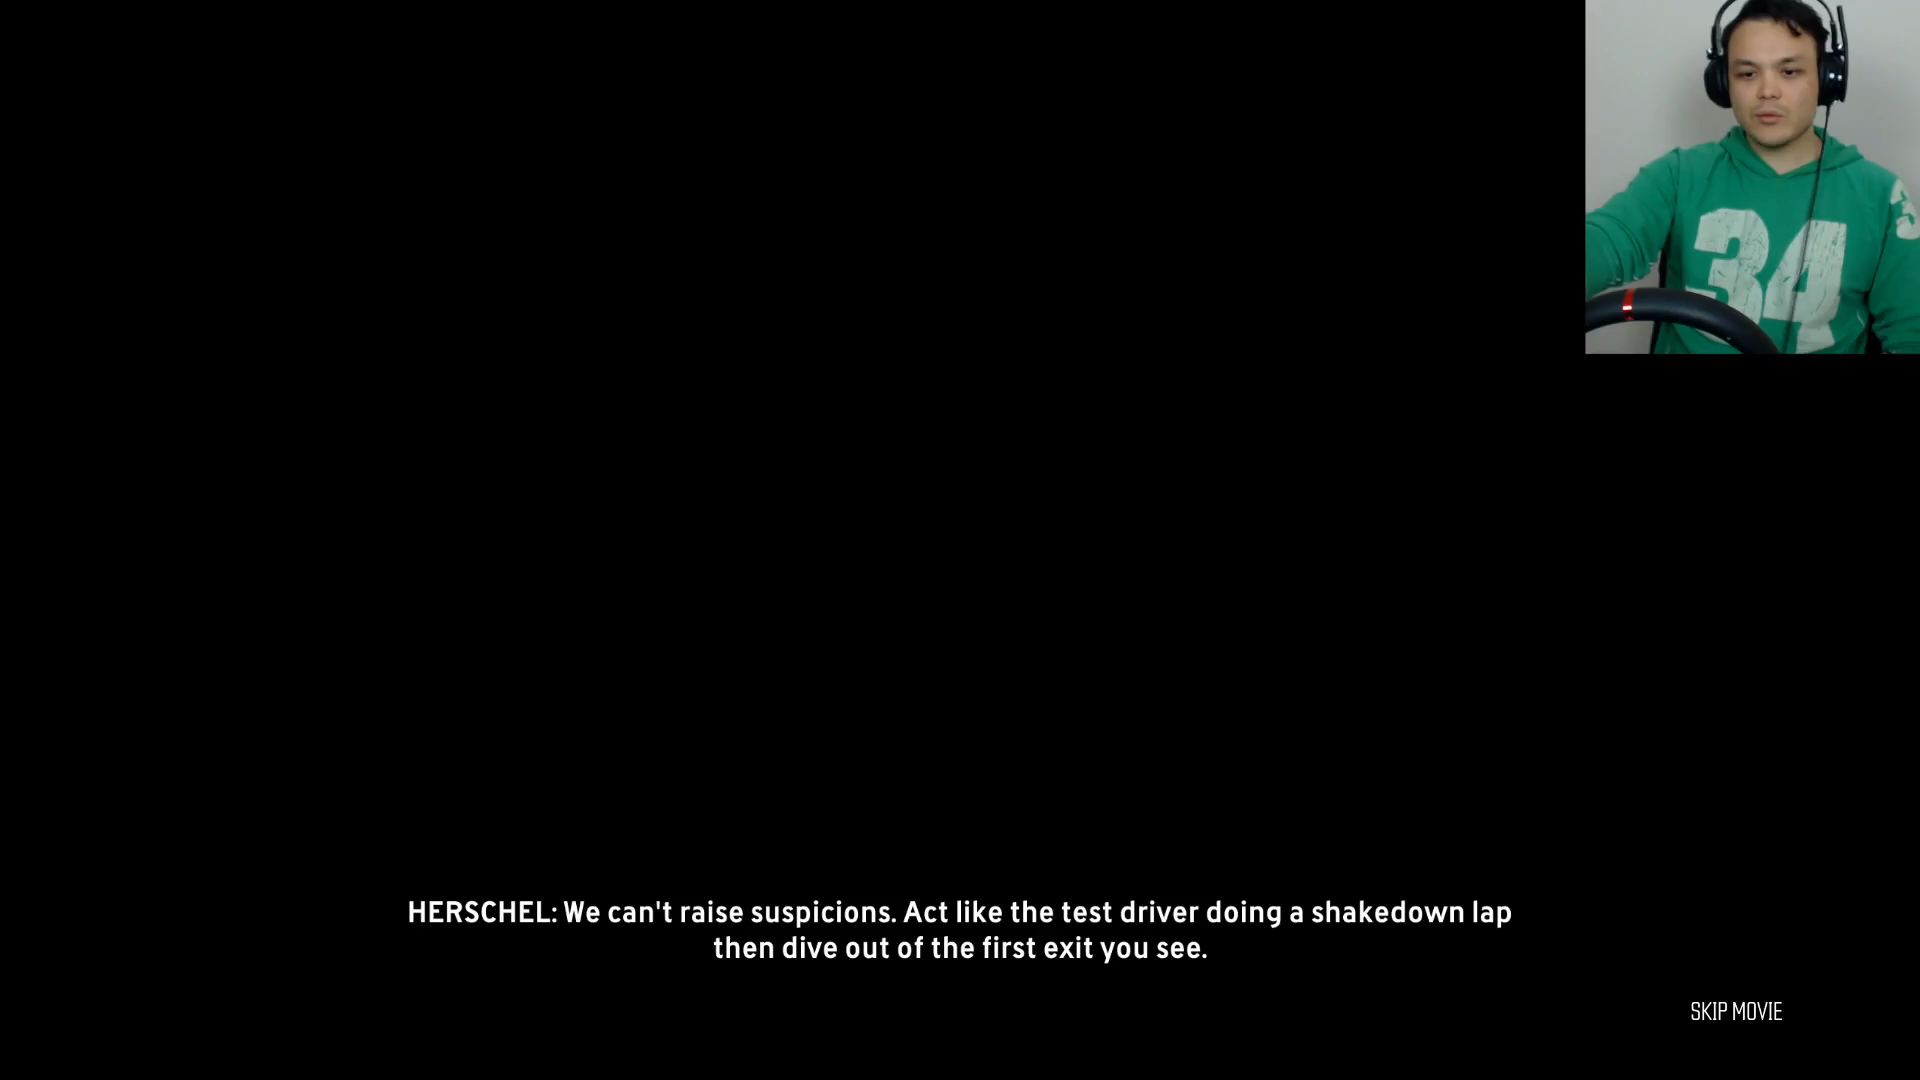 34
3
HERSCHEL: We can't raise suspicions. Act like the test driver doing a shakedown lap
then dive out of the first exit you see.
SKIP MOVIE